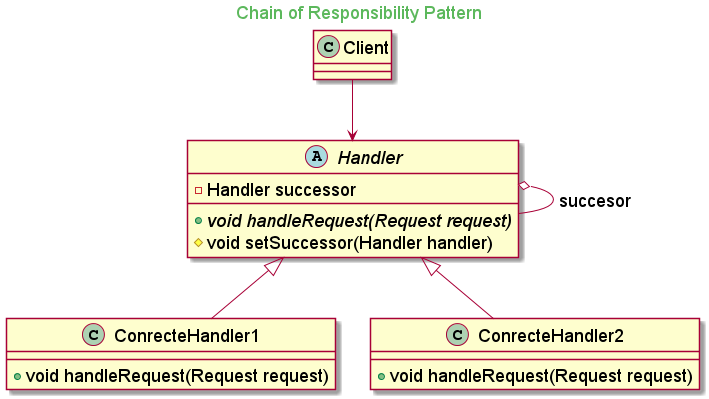 Chain of Responsibility Pattern
C Client
A Handler
Handler successor
void handleRequest(Request request)
void setSuccessor(Handler handler)
succesor
C ConrecteHandler1
void handleRequest(Request request)
C ConrecteHandler2
void handleRequest(Request request)